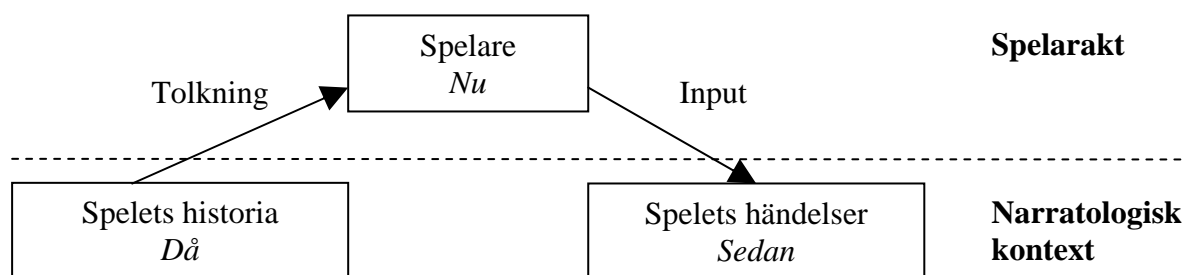 Spelare
Nu
Spelarakt
Tolkning
Input
Spelets historia
Då
Spelets händelser
Sedan
Narratologisk
kontext